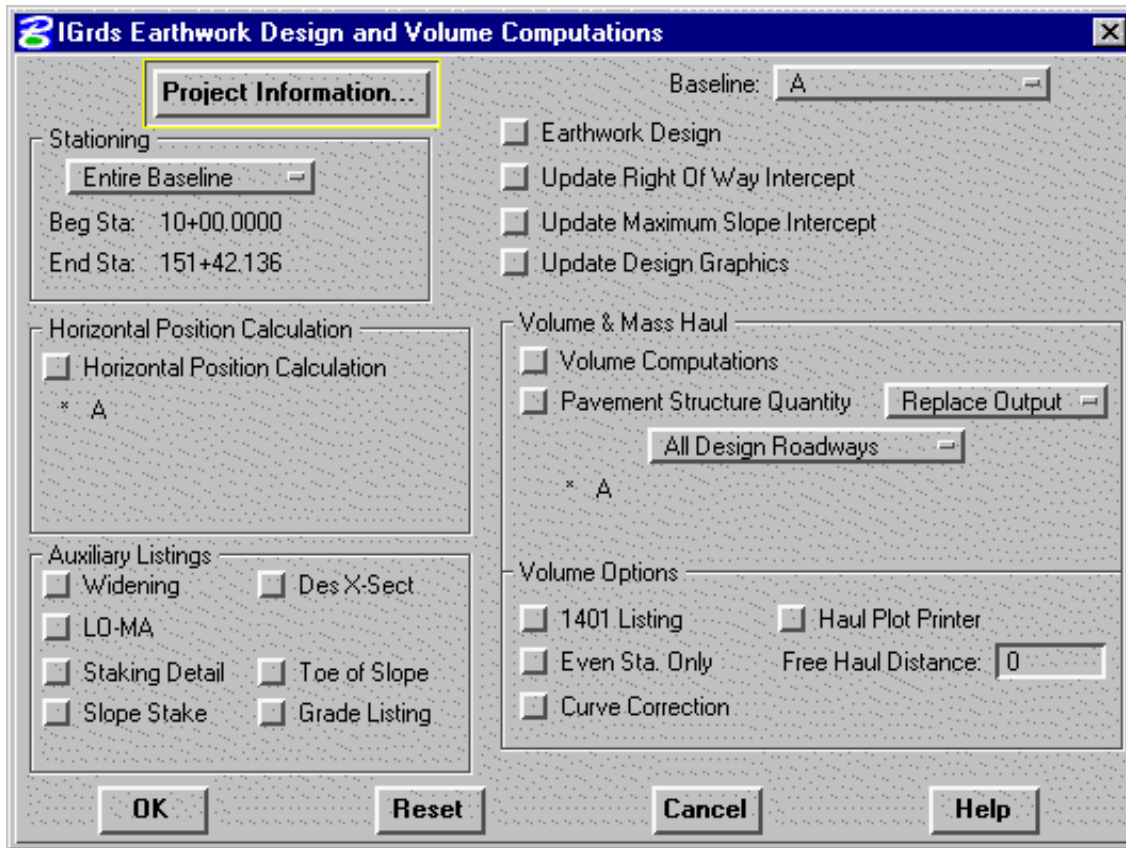 IGrds Earthwork Design and Volume Computations
Project Information...
Baseline: A
Stationing
Entire Baseline
Beg Sta: 10+00.0000
End Sta: 151+42.136
Earthwork Design
Update Right Of Way Intercept
Update Maximum Slope Intercept
Update Design Graphics
Horizontal Position Calculation
Horizontal Position Calculation
* A
Volume & Mass Haul
Volume Computations
Pavement Structure Quantity Replace Output
All Design Roadways
* A
Auxiliary Listings
Widening Des X-Sect
LO-MA
Staking Detail Toe of Slope
Slope Stake Grade Listing
Volume Options
1401 Listing Haul Plot Printer
Even Sta. Only Free Haul Distance: 0
Curve Correction
OK Reset Cancel Help